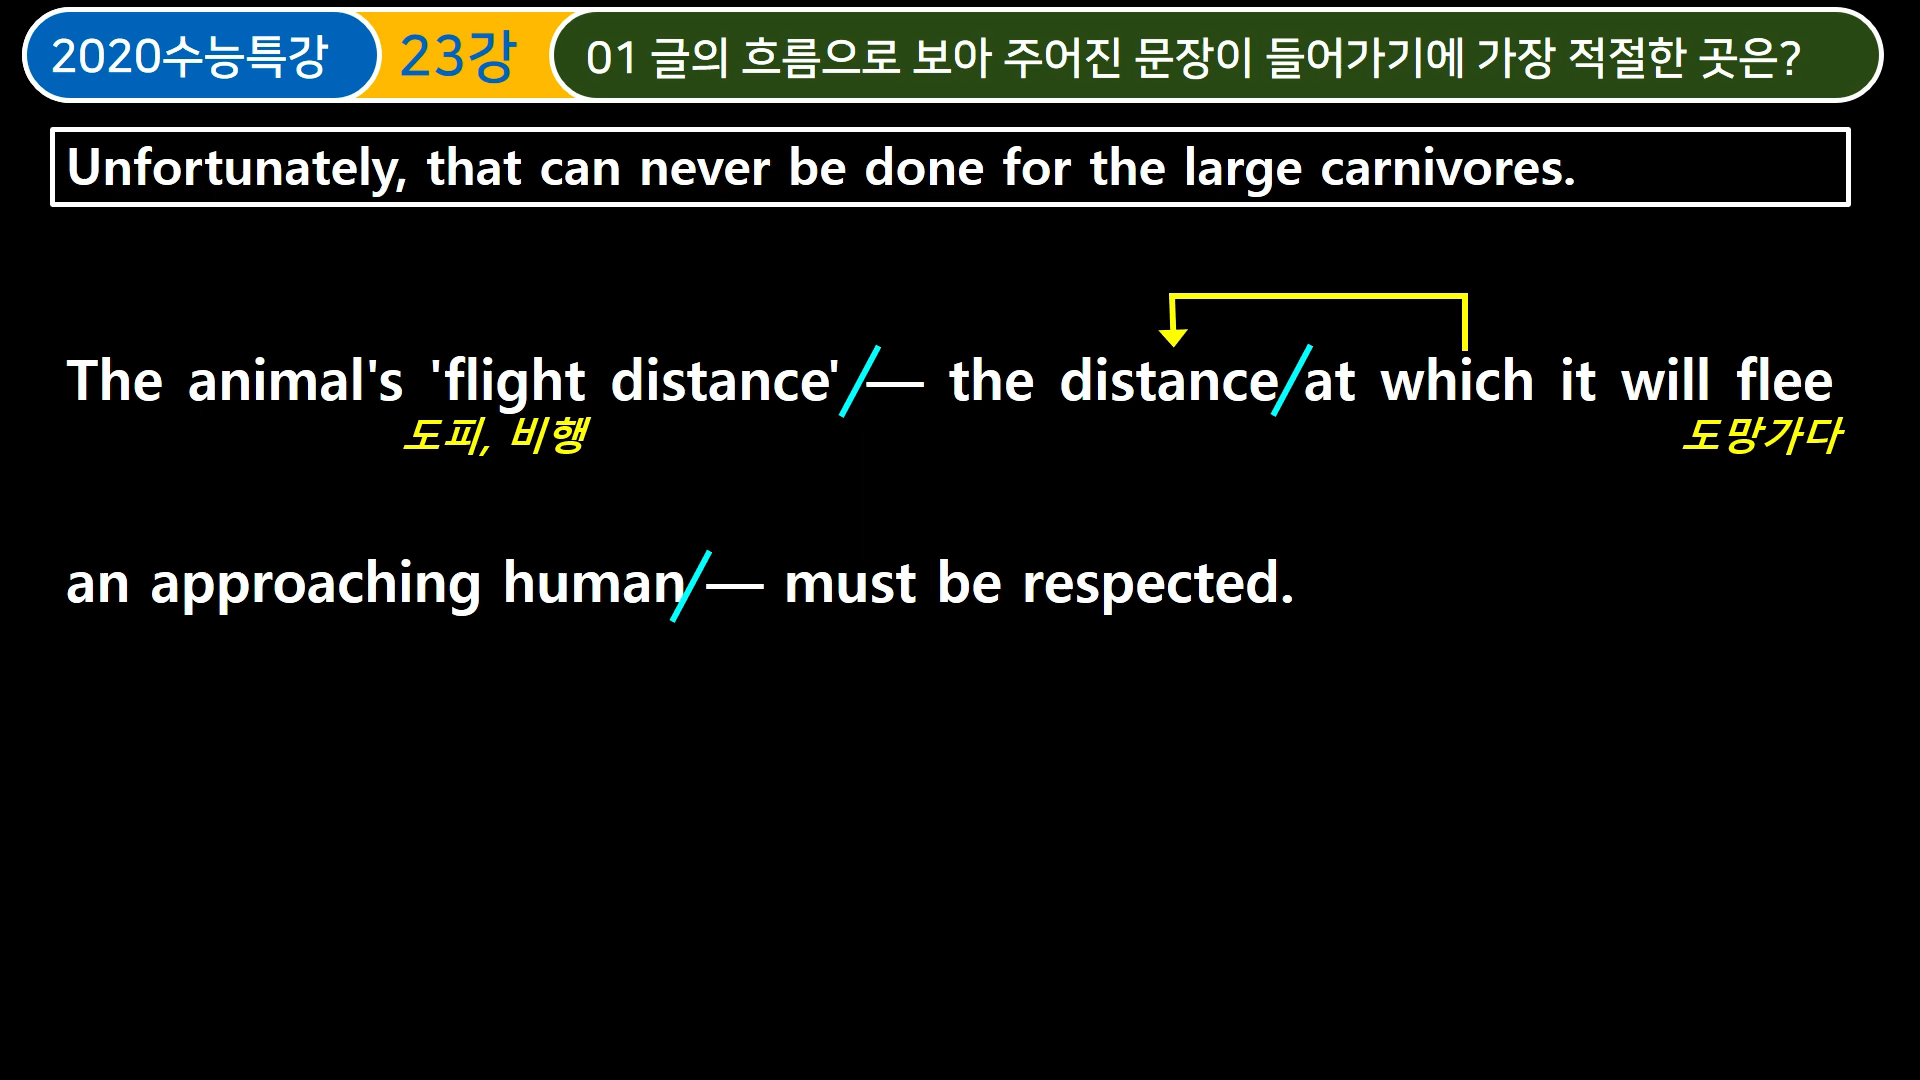 2020수능특강 23강 01 글의 흐름으로 보아 주어진 문장이 들어가기에 가장 적절한 곳은?
Unfortunately, that can never be done for the large carnivores.
The animal's 'flight distance' — the distance at which it will flee
도피, 비행 도망가다
an approaching human — must be respected.